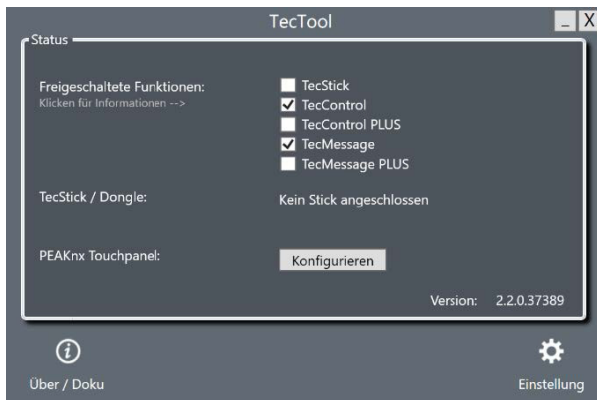 TecTool
_ X
Status
Freigeschaltete Funktionen:
Klicken für Informationen -->
TecStick
TecControl
TecControl PLUS
TecMessage
TecMessage PLUS
TecStick / Dongle:
Kein Stick angeschlossen
PEAKnx Touchpanel:
Konfigurieren
Version: 2.2.0.37389
Über / Doku
Einstellung